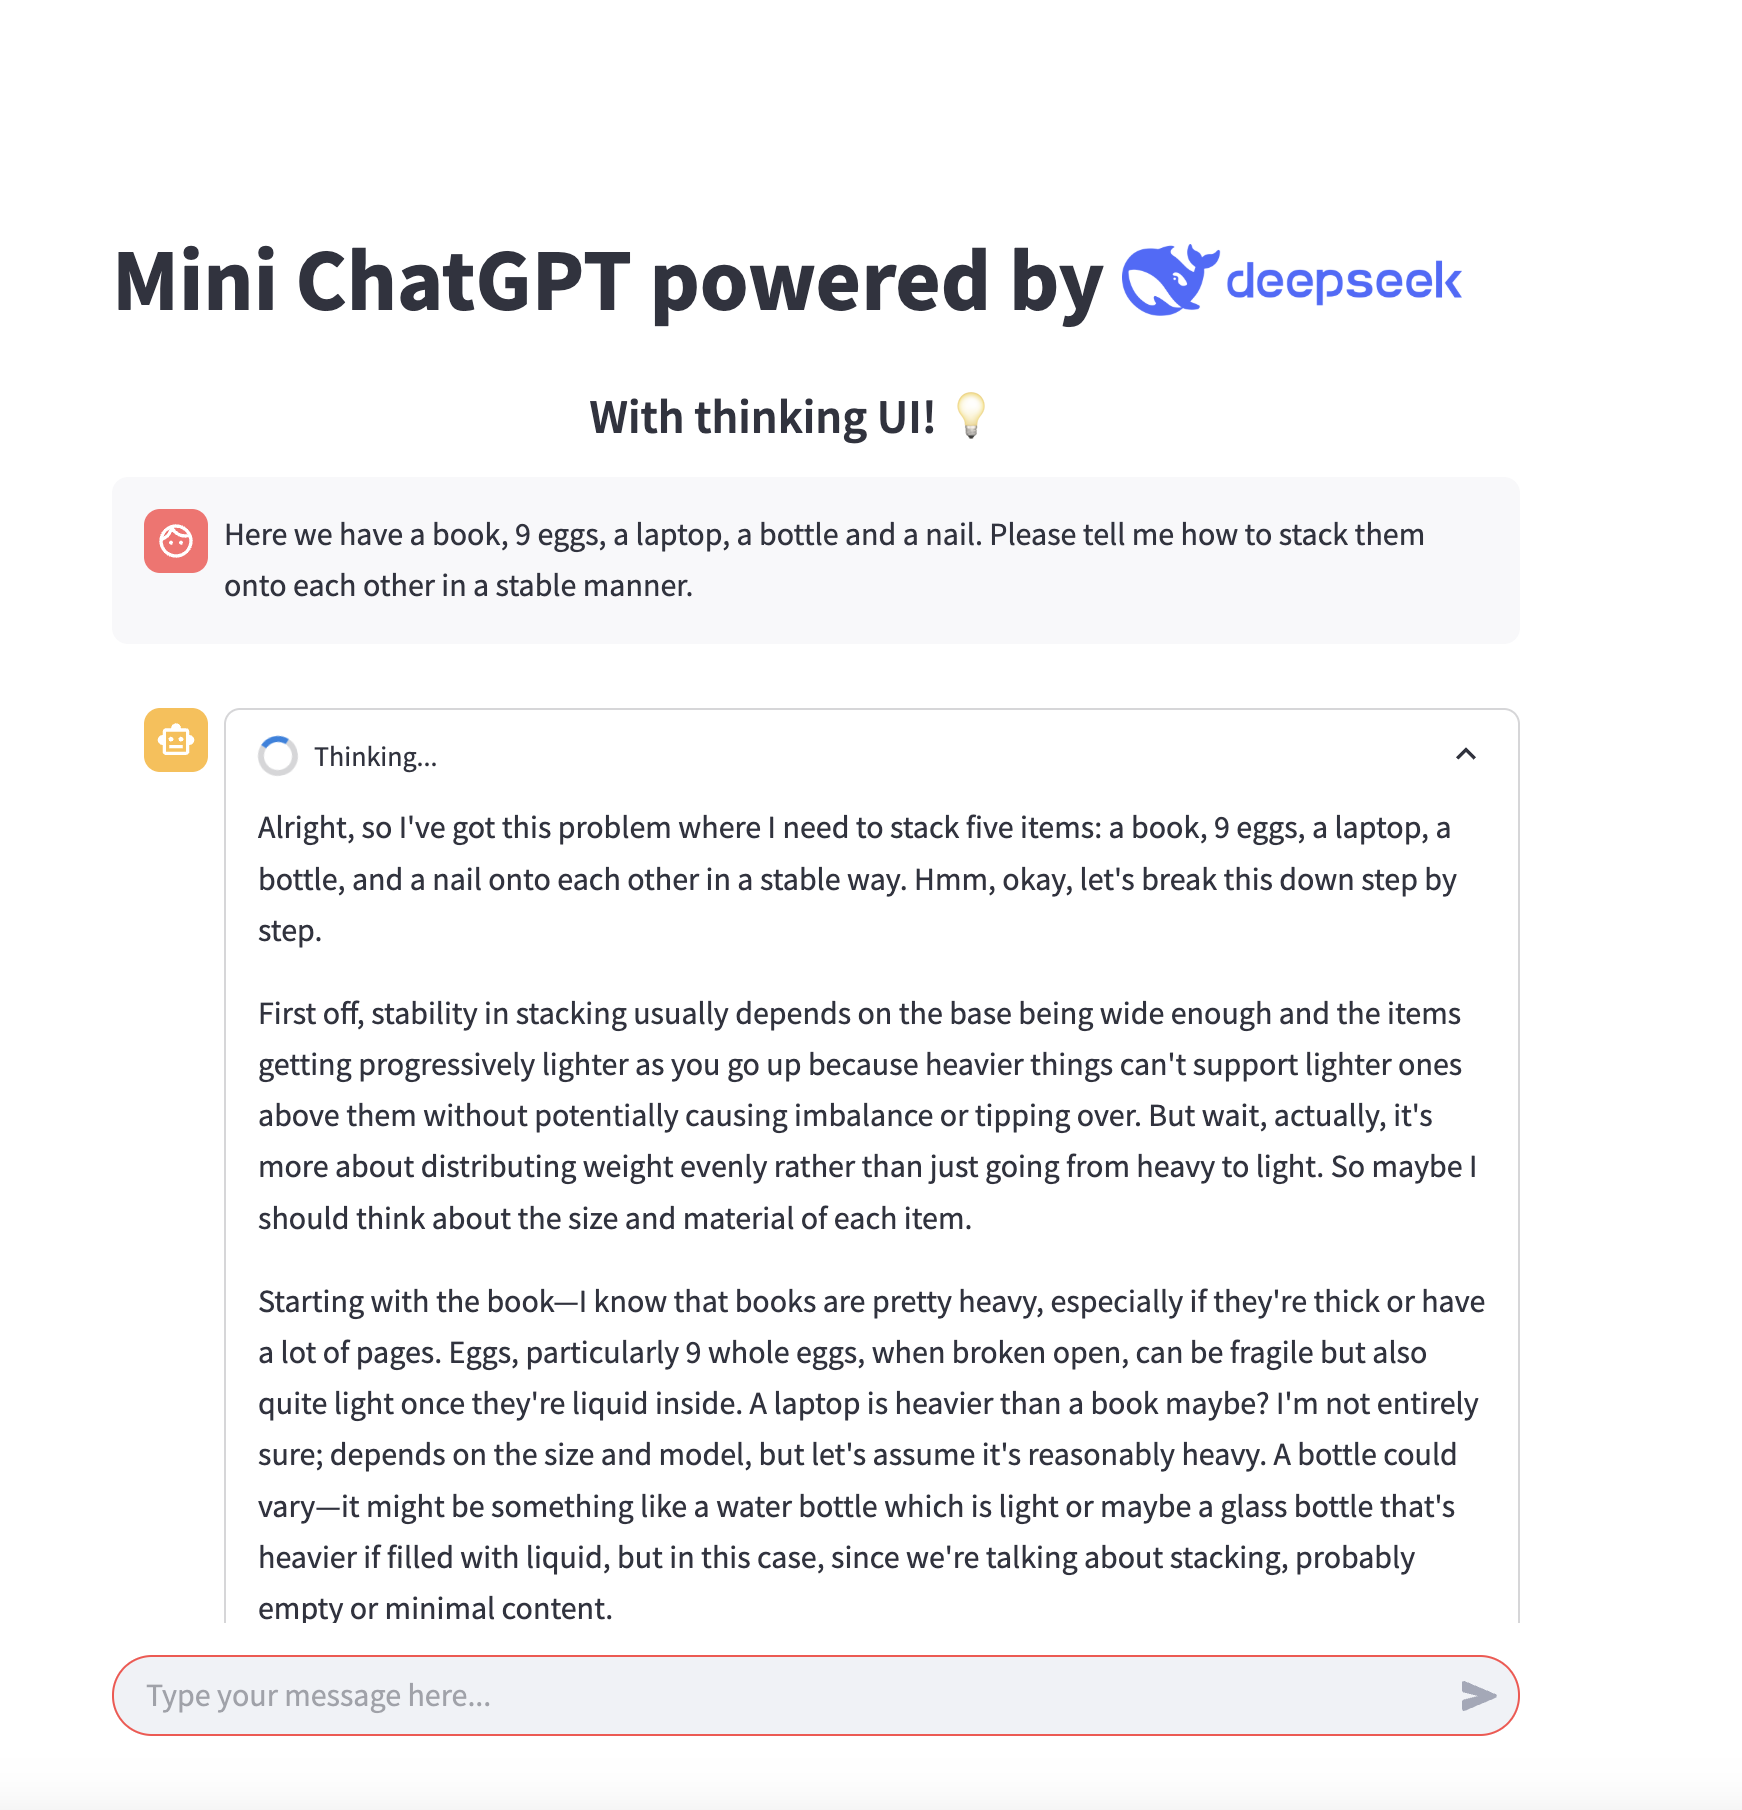 Mini ChatGPT powered by deepseek
With thinking UI! 💡
Here we have a book, 9 eggs, a laptop, a bottle and a nail. Please tell me how to stack them
onto each other in a stable manner.
Thinking...
Alright, so I've got this problem where I need to stack five items: a book, 9 eggs, a laptop, a
bottle, and a nail onto each other in a stable way. Hmm, okay, let's break this down step by
step.
First off, stability in stacking usually depends on the base being wide enough and the items
getting progressively lighter as you go up because heavier things can't support lighter ones
above them without potentially causing imbalance or tipping over. But wait, actually, it's
more about distributing weight evenly rather than just going from heavy to light. So maybe I
should think about the size and material of each item.
Starting with the book—I know that books are pretty heavy, especially if they're thick or have
a lot of pages. Eggs, particularly 9 whole eggs, when broken open, can be fragile but also
quite light once they're liquid inside. A laptop is heavier than a book maybe? I'm not entirely
sure; depends on the size and model, but let's assume it's reasonably heavy. A bottle could
vary—it might be something like a water bottle which is light or maybe a glass bottle that's
heavier if filled with liquid, but in this case, since we're talking about stacking, probably
empty or minimal content.
Type your message here...